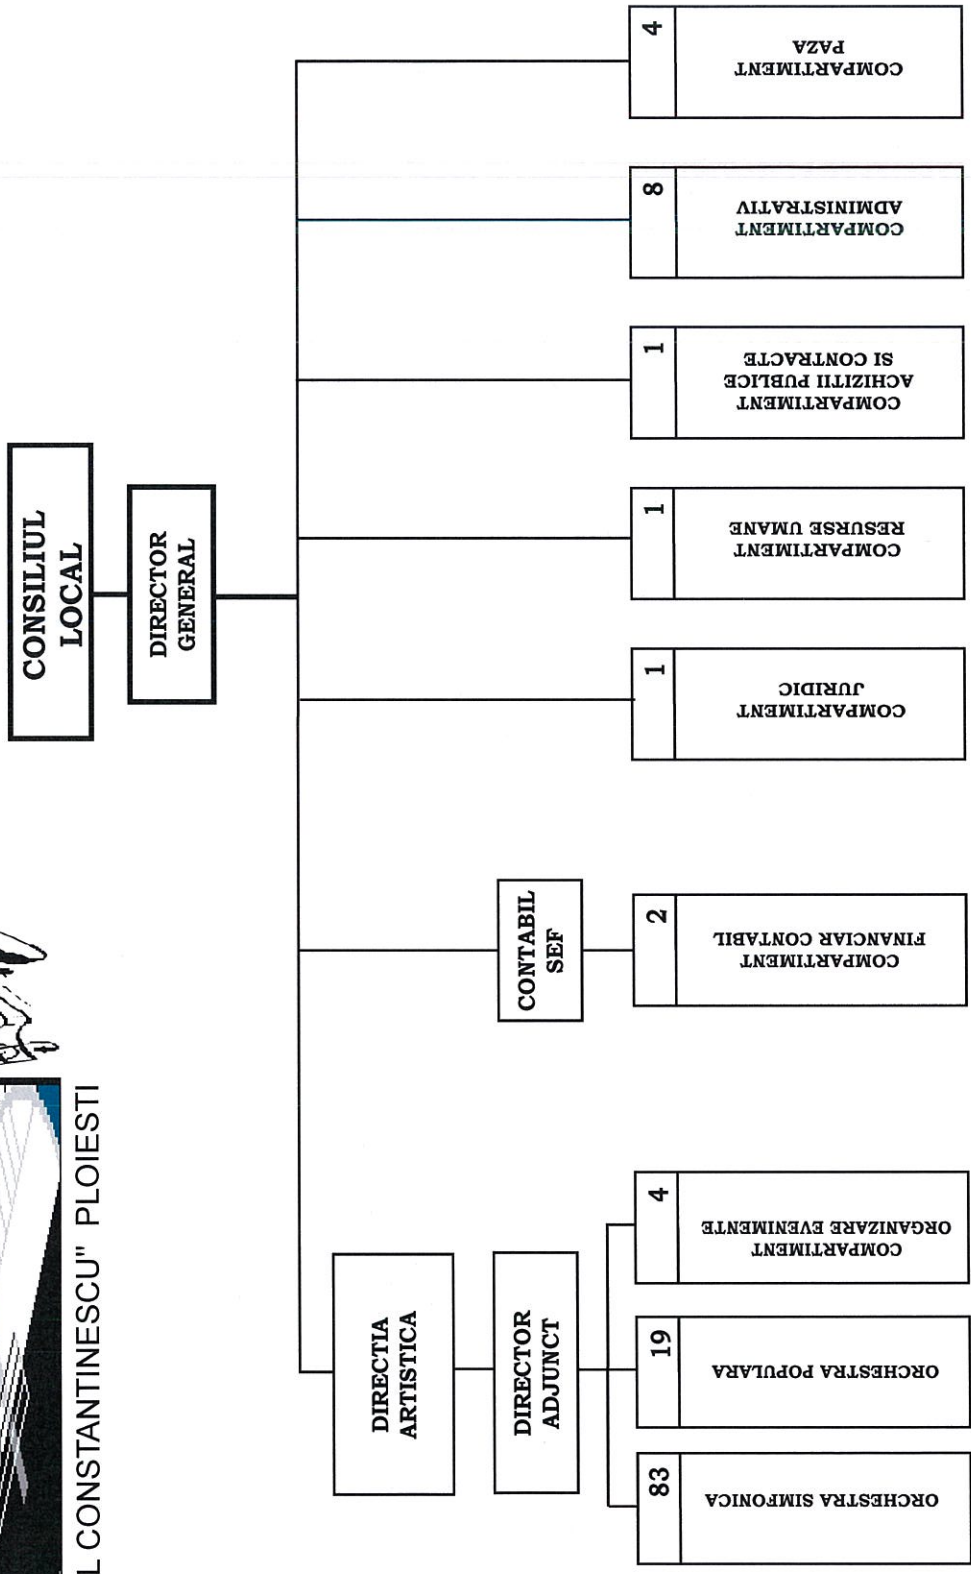 L CONSTANTINESCU" PLOIESTI
CONSILIUL
LOCAL
DIRECTOR
GENERAL
DIRECTIA
ARTISTICA
DIRECTOR
ADJUNCT
CONTABIL
SEF
83
ORCHESTRA SIMFONICA
19
ORCHESTRA POPULARA
4
COMPARTIMENT
ORGANIZARE EVENIMENTE
2
COMPARTIMENT
FINANCIAR CONTABIL
1
COMPARTIMENT
JURIDIC
1
COMPARTIMENT
RESURSE UMANE
1
COMPARTIMENT
ACHIZITII PUBLICE
SI CONTRACTE
8
COMPARTIMENT
ADMINISTRATIV
4
COMPARTIMENT
PAZA